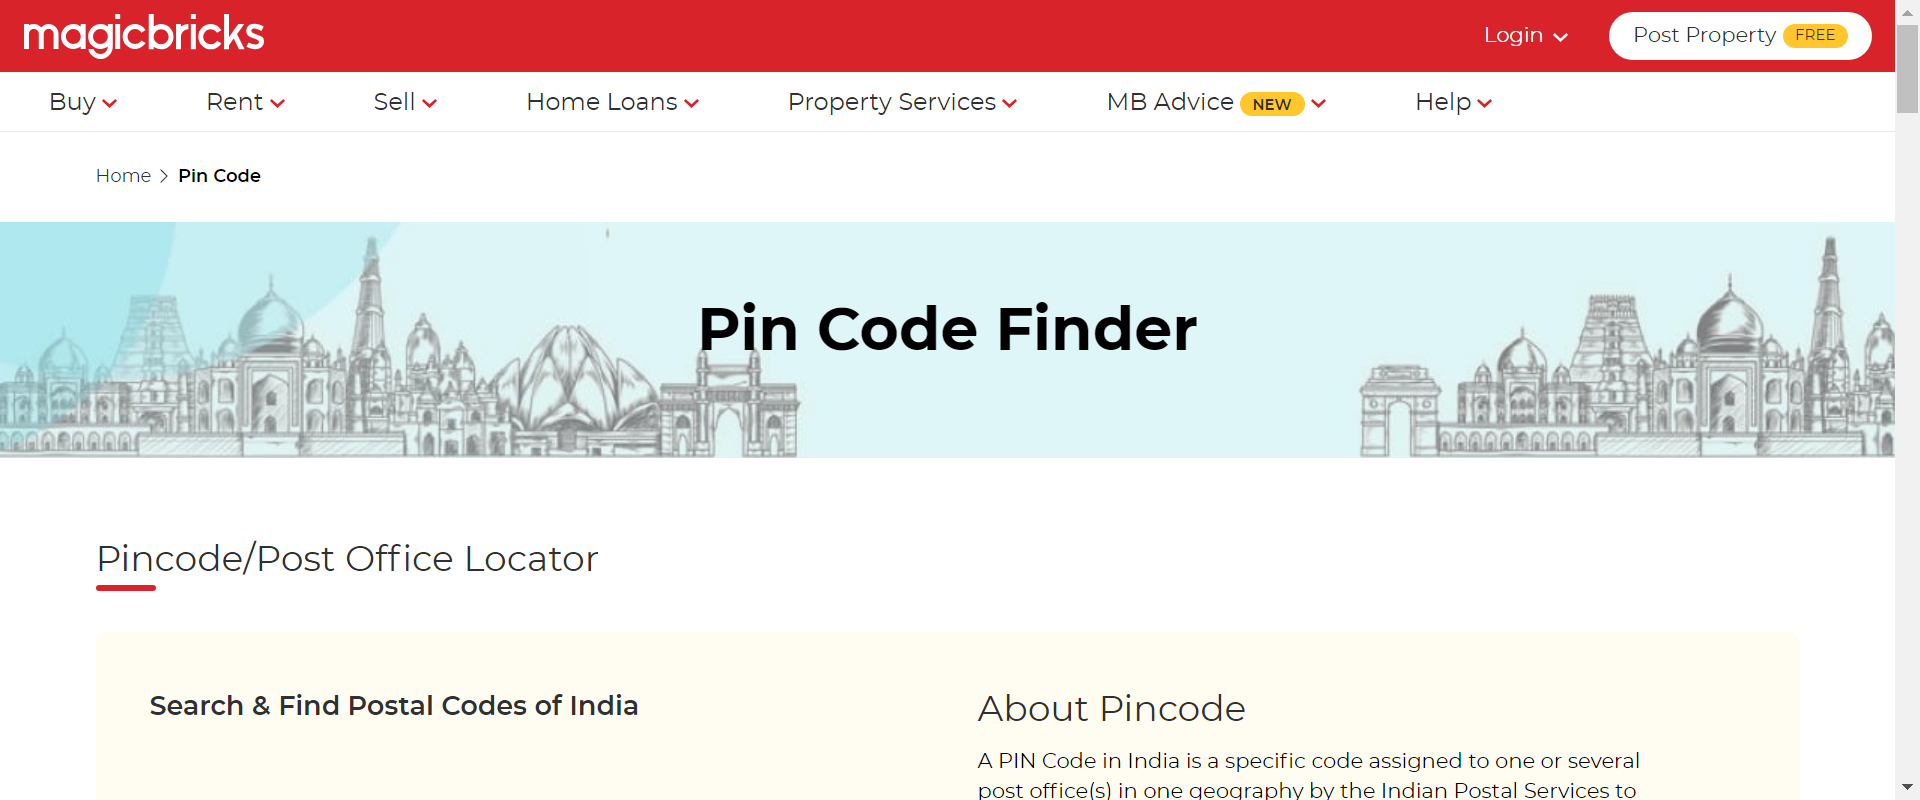 magicbricks
Login
Post Property FREE
Buy Rent Sell Home Loans Property Services MB Advice NEW Help
Home > Pin Code
Pin Code Finder
Pincode/Post Office Locator
Search & Find Postal Codes of India
About Pincode
A PIN Code in India is a specific code assigned to one or several
post office(s) in one geography by the Indian Postal Services to